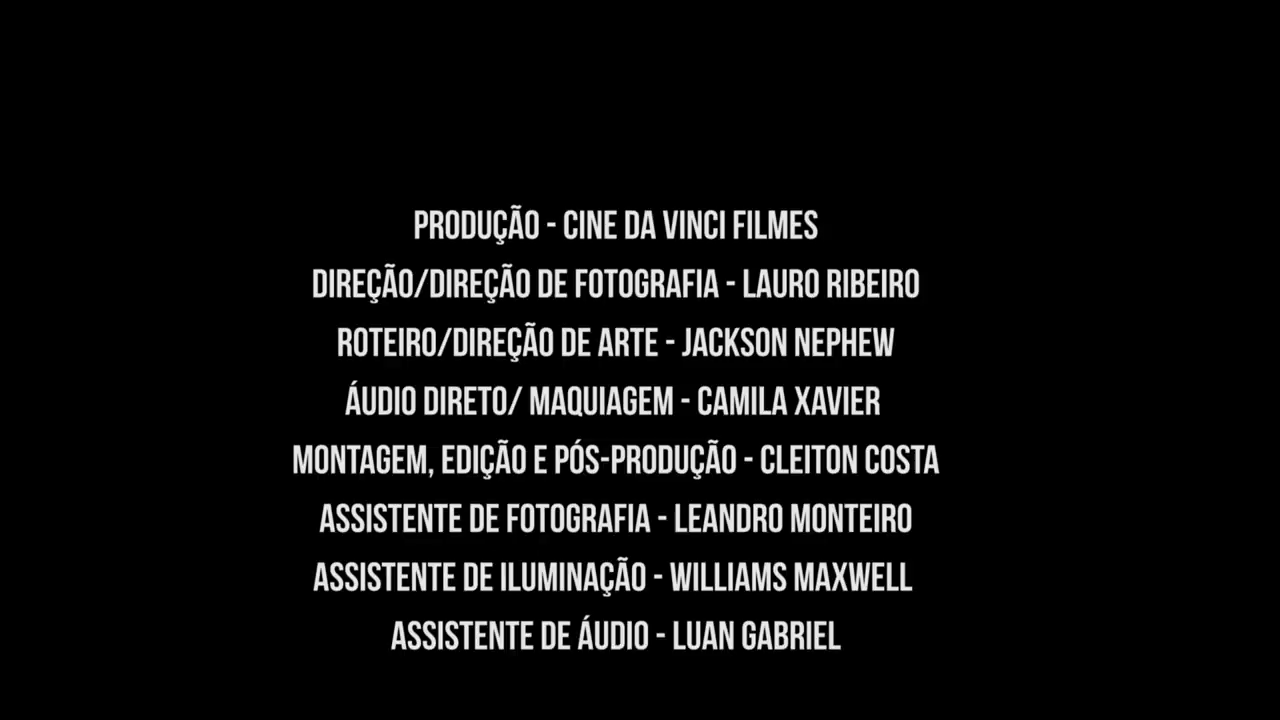 PRODUÇÃO - CINE DA VINCI FILMES
DIREÇÃO/DIREÇÃO DE FOTOGRAFIA - LAURO RIBEIRO
ROTEIRO/DIREÇÃO DE ARTE - JACKSON NEPHEW
ÁUDIO DIRETO/ MAQUIAGEM - CAMILA XAVIER
MONTAGEM, EDIÇÃO E PÓS-PRODUÇÃO - CLEITON COSTA
ASSISTENTE DE FOTOGRAFIA - LEANDRO MONTEIRO
ASSISTENTE DE ILUMINAÇÃO - WILLIAMS MAXWELL
ASSISTENTE DE ÁUDIO - LUAN GABRIEL